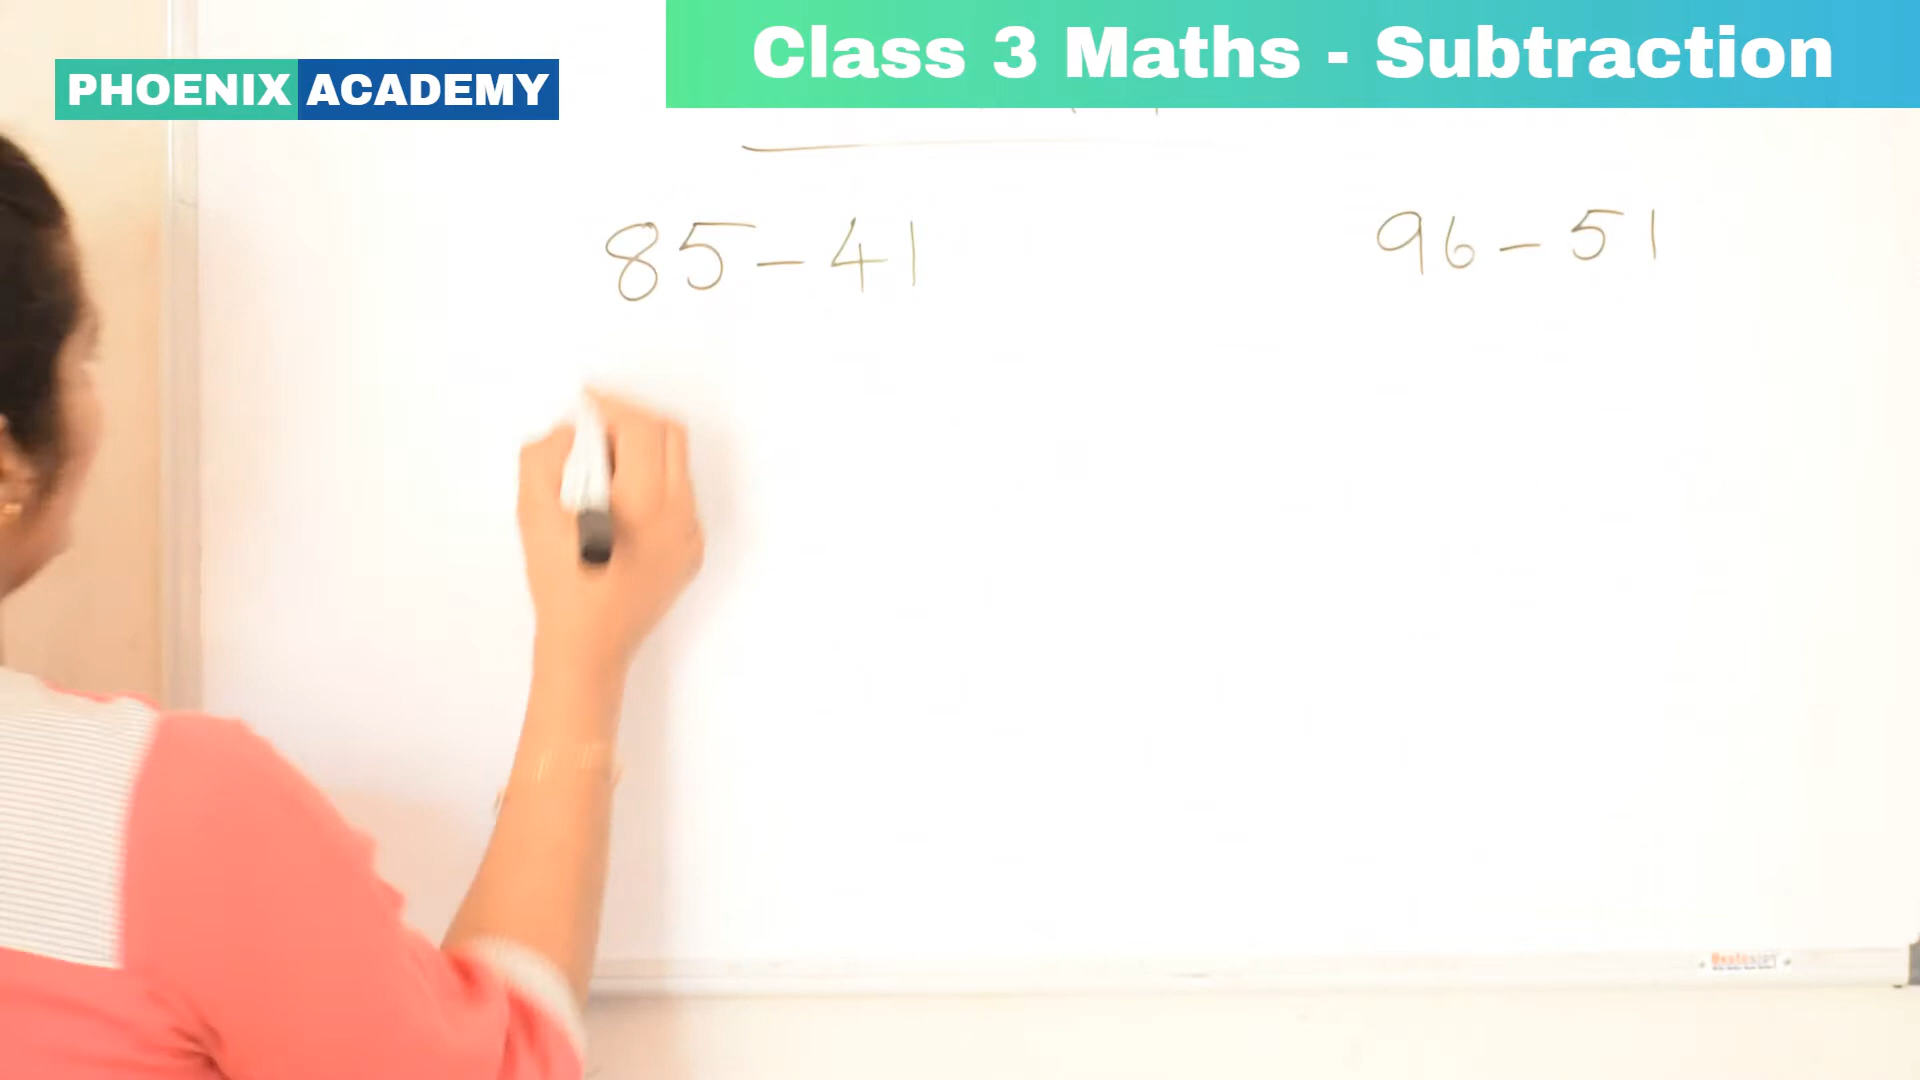 Class 3 Maths - Subtraction
PHOENIX ACADEMY
85 - 41
96 - 51